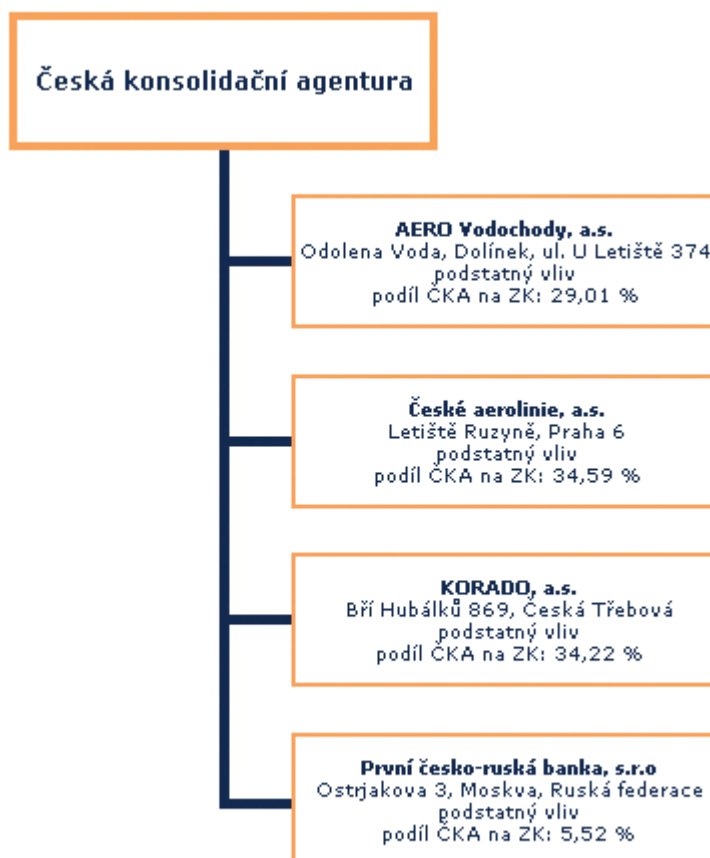 Česká konsolidační agentura
AERO Vodochody, a.s.
Odolena Voda, Dolínek, ul. U Letiště 374
podstatný vliv
podíl ČKA na ZK: 29,01 %
České aerolinie, a.s.
Letiště Ruzyně, Praha 6
podstatný vliv
podíl ČKA na ZK: 34,59 %
KORADO, a.s.
Bří Hubálků 869, Česká Třebová
podstatný vliv
podíl ČKA na ZK: 34,22 %
První česko-ruská banka, s.r.o
Ostrjakova 3, Moskva, Ruská federace
podstatný vliv
podíl ČKA na ZK: 5,52 %